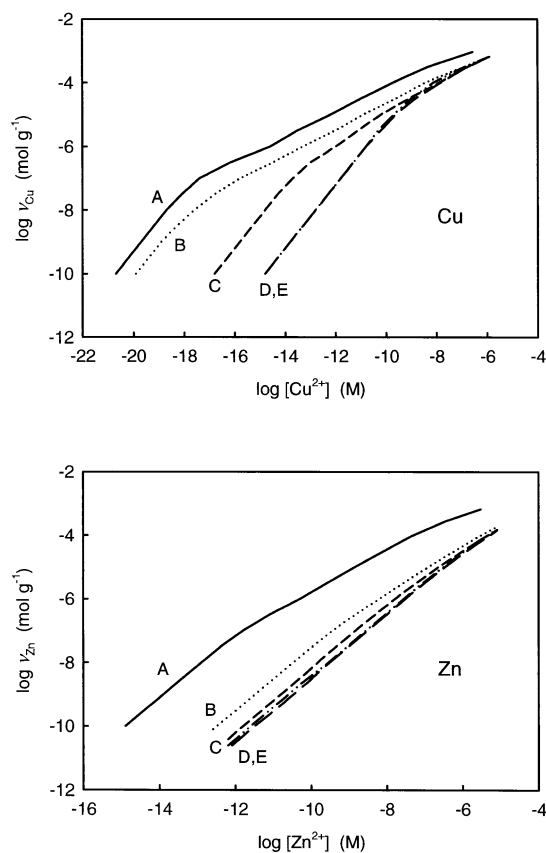 -2
-4
-6
-8
-10
-12
log νCu (mol g-1)
A
B
C
D,E
Cu
-22 -20 -18 -16 -14 -12 -10 -8 -6 -4
log [Cu2+] (M)
-2
-4
-6
-8
-10
-12
log νZn (mol g-1)
A
B
C
D,E
Zn
-16 -14 -12 -10 -8 -6 -4
log [Zn2+] (M)